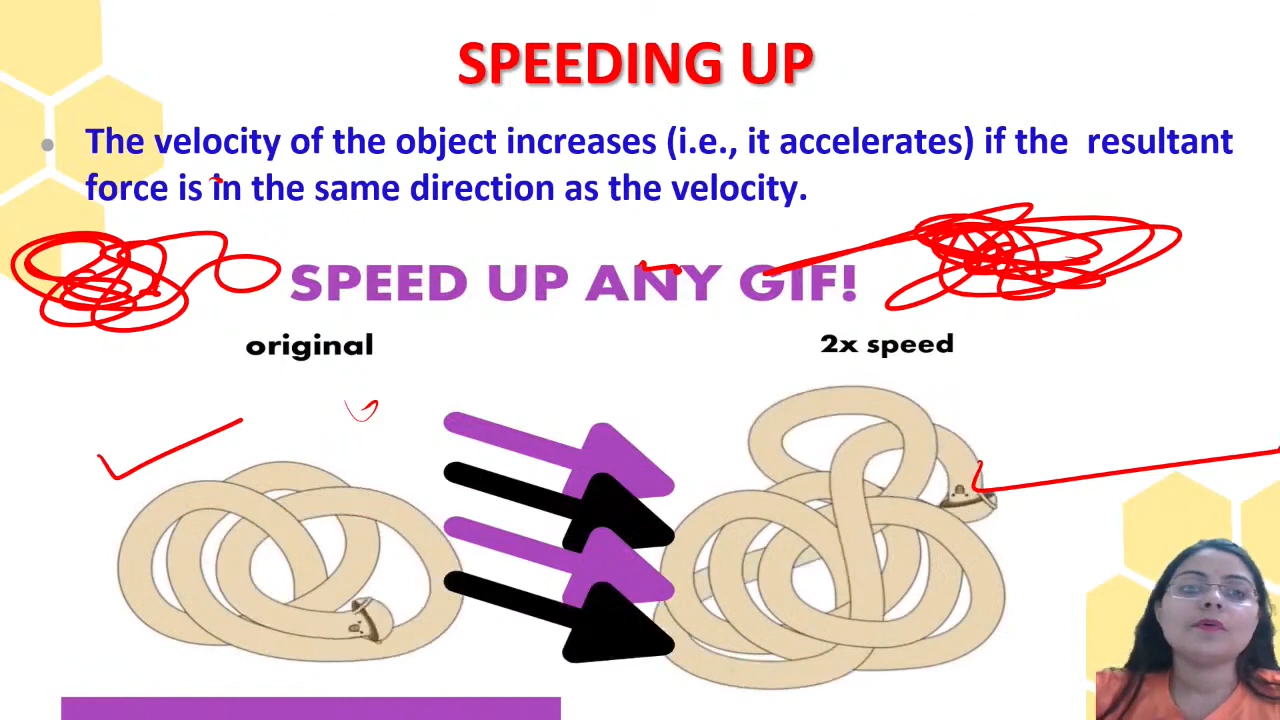 SPEEDING UP
The velocity of the object increases (i.e., it accelerates) if the resultant
force is in the same direction as the velocity.
SPEED UP ANY GIF!
original
2x speed